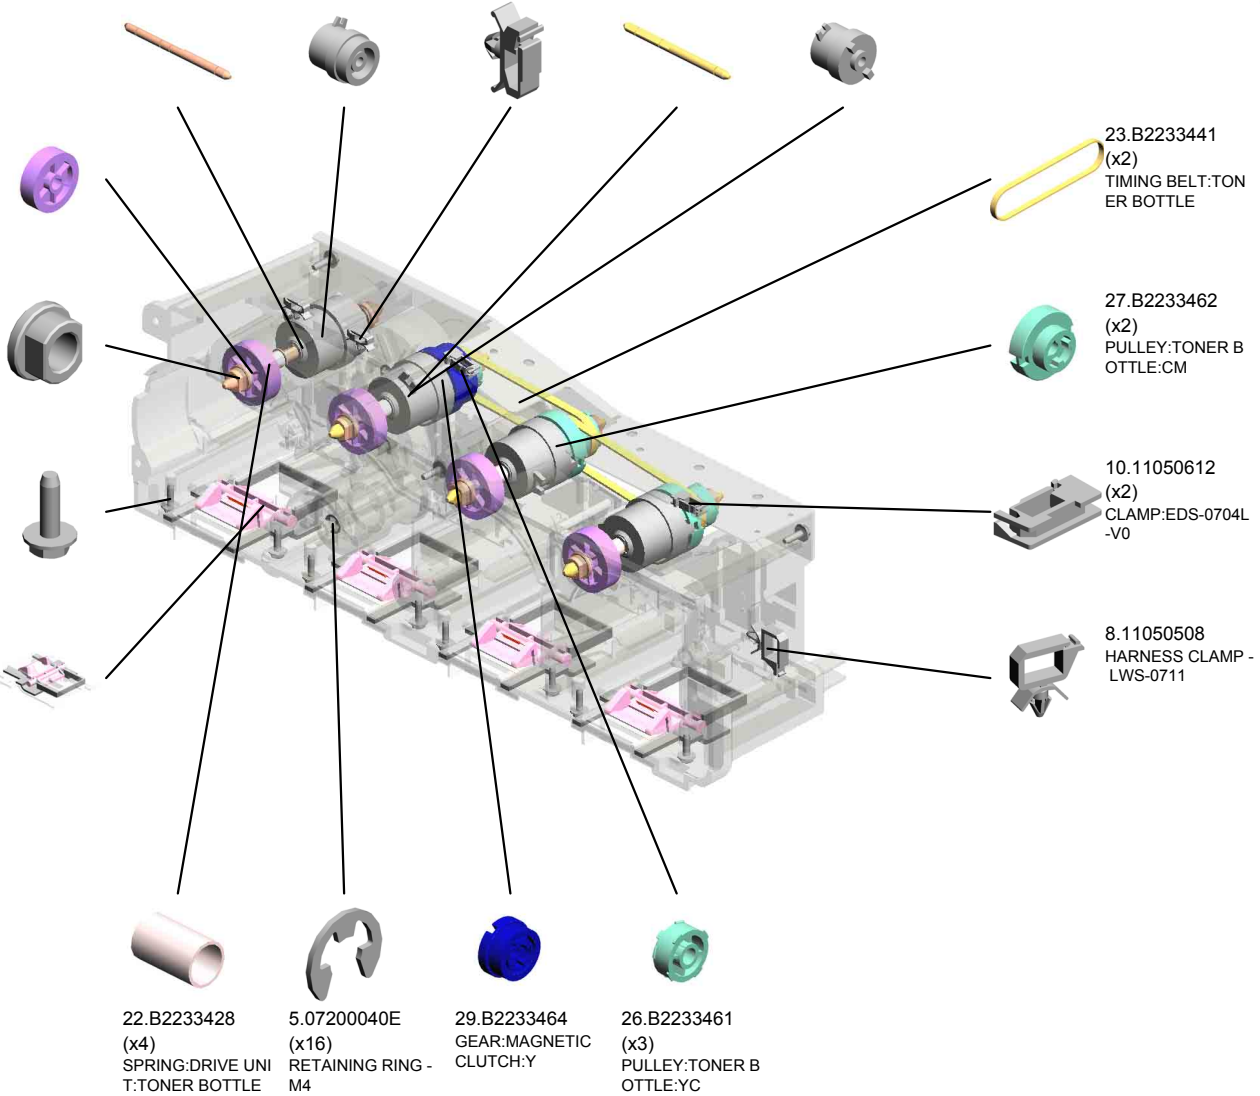 23.B2233441
(x2)
TIMING BELT:TON
ER BOTTLE
27.B2233462
(x2)
PULLEY:TONER B
OTTLE:CM
10.11050612
(x2)
CLAMP:EDS-0704L
-V0
8.11050508
HARNESS CLAMP -
LWS-0711
22.B2233428
(x4)
SPRING:DRIVE UNI
T:TONER BOTTLE
5.07200040E
(x16)
RETAINING RING -
M4
29.B2233464
GEAR:MAGNETIC
CLUTCH:Y
26.B2233461
(x3)
PULLEY:TONER B
OTTLE:YC